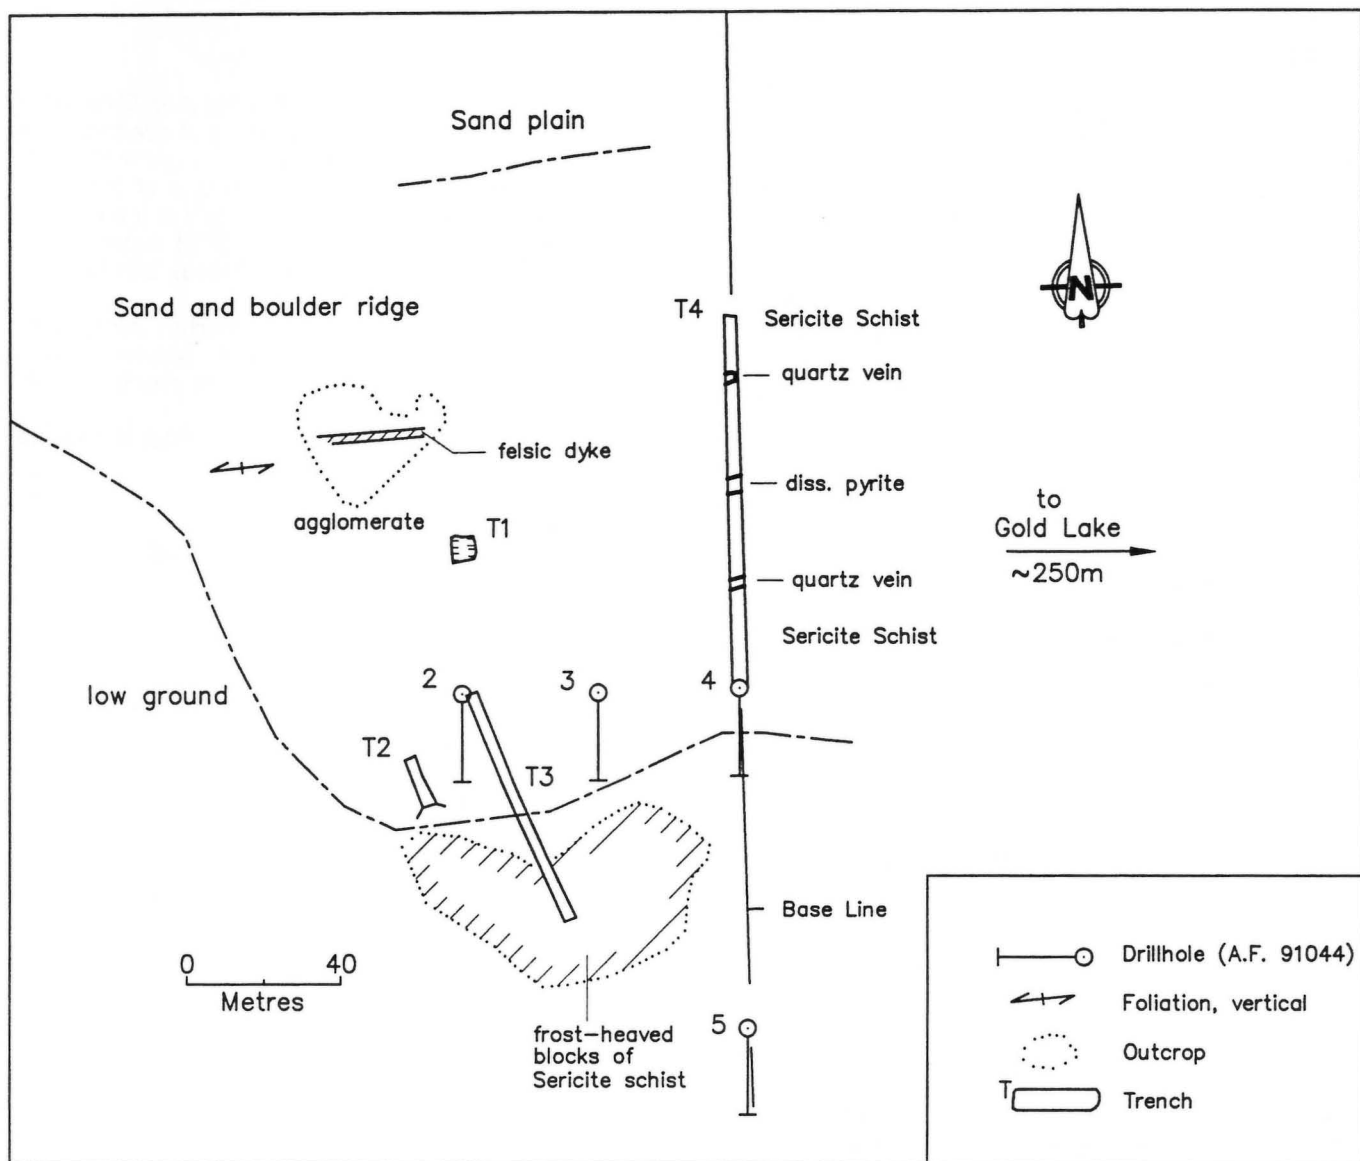 Sand plain
Sand and boulder ridge
T4
Sericite Schist
N
quartz vein
felsic dyke
diss. pyrite
agglomerate
T1
to
Gold Lake
~250m
quartz vein
Sericite Schist
low ground
2
3
4
T2
T3
Base Line
0 40
Metres
frost-heaved
blocks of
Sericite schist
5
Drillhole (A.F. 91044)
Foliation, vertical
Outcrop
T
Trench